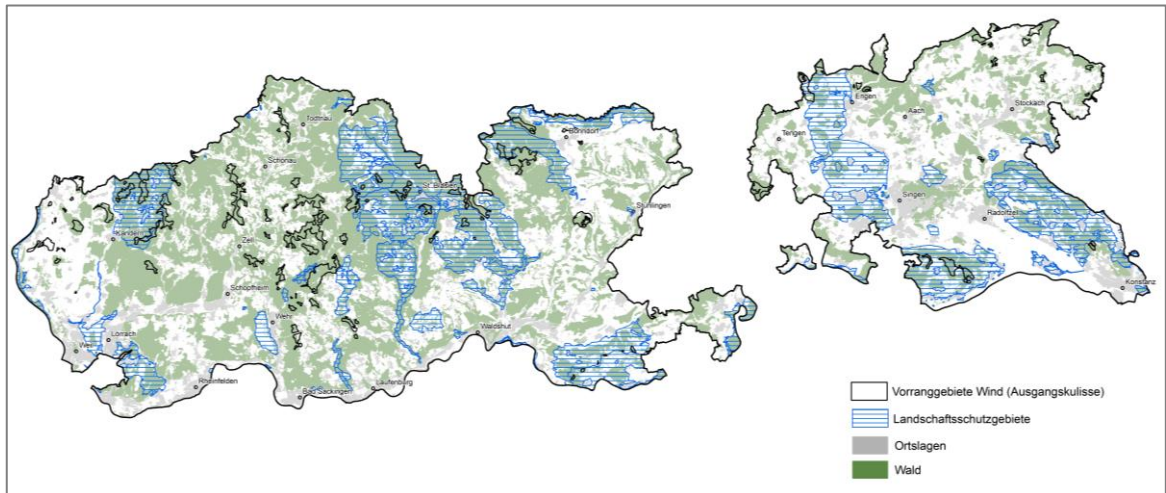 Todtnau
Schönau
St. Blasien
Bonndorf
Stühlingen
Kandern
Zell
Schopfheim
Wehr
Lörrach
Weil
Rheinfelden
Bad Säckingen
Laufenburg
Waldshut
Engen
Aach
Stockach
Tengen
Singen
Radolfzell
Konstanz
Vorranggebiete Wind (Ausgangskulisse)
Landschaftsschutzgebiete
Ortslagen
Wald